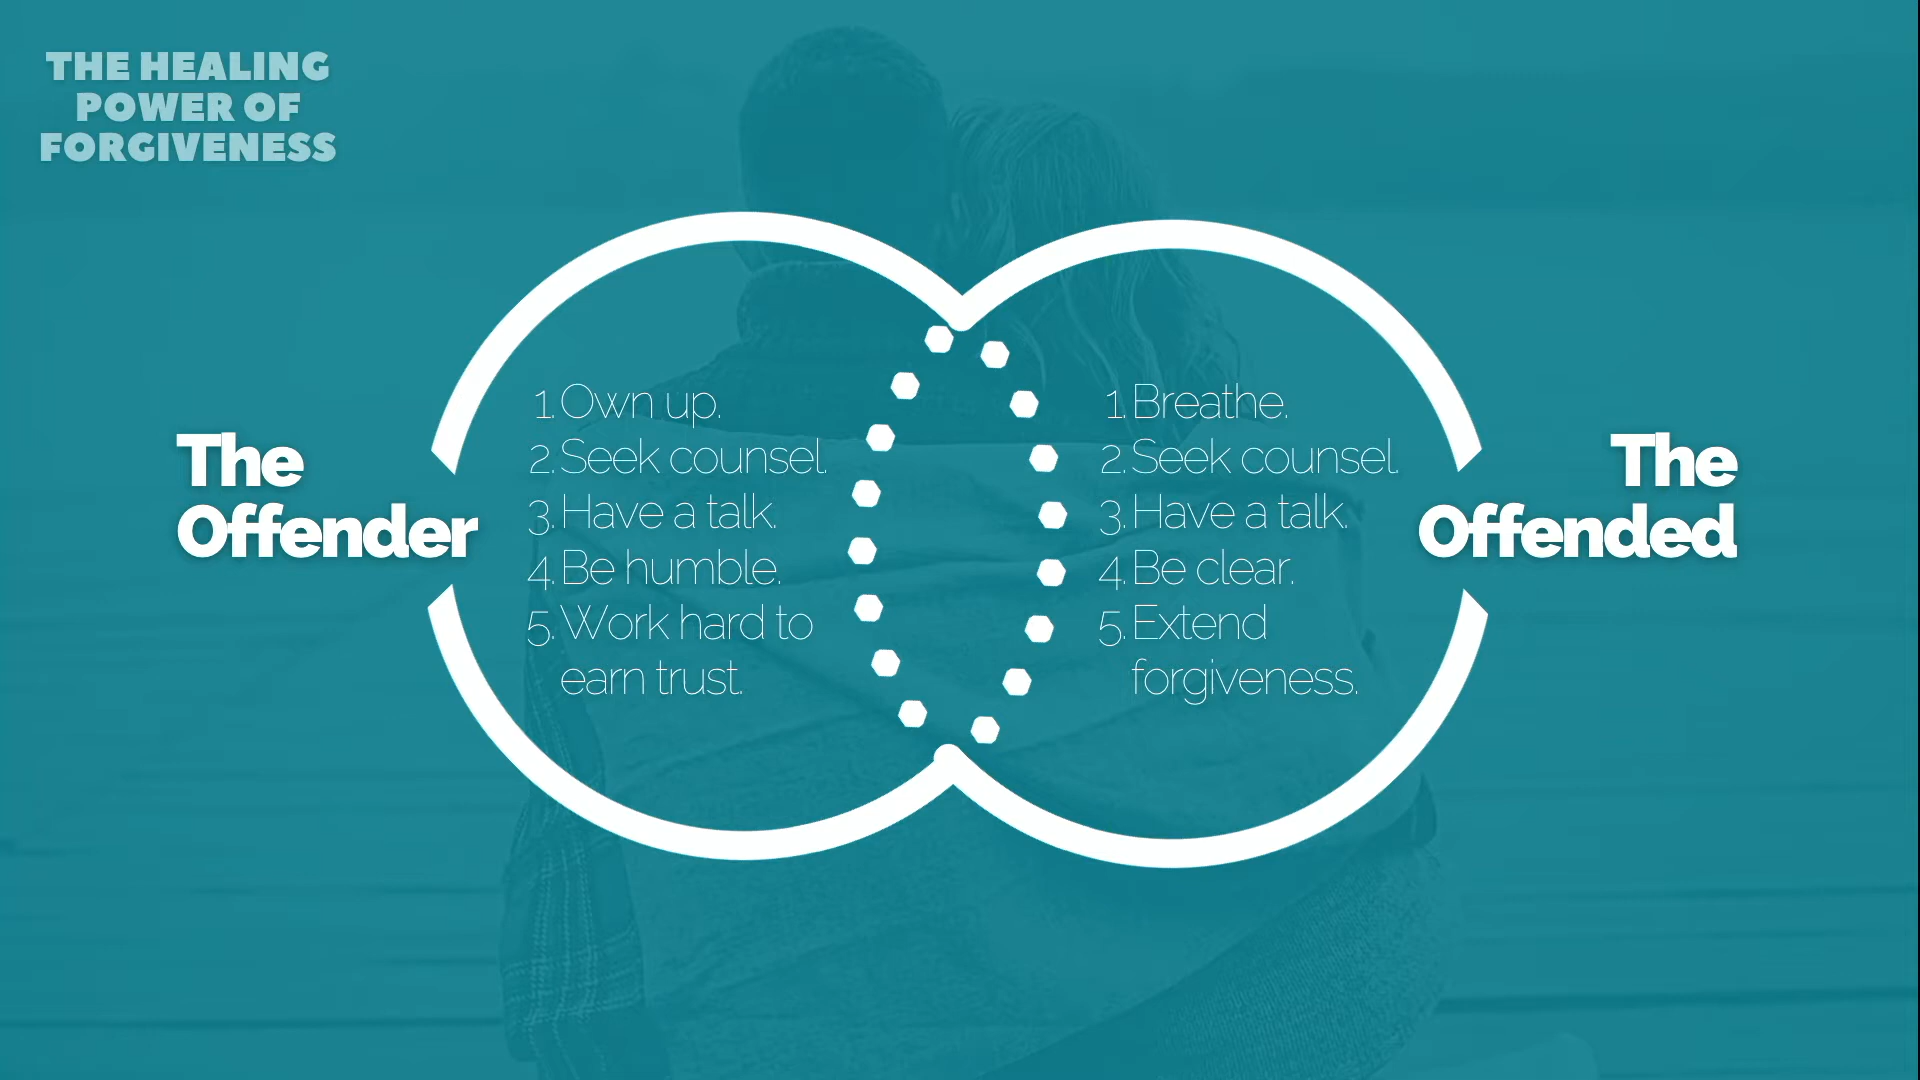 THE HEALING
POWER OF
FORGIVENESS
The
Offender
1. Own up.
2. Seek counsel.
3. Have a talk.
4. Be humble.
5. Work hard to
earn trust.
1. Breathe.
2. Seek counsel.
3. Have a talk.
4. Be clear.
5. Extend
forgiveness.
The
Offended